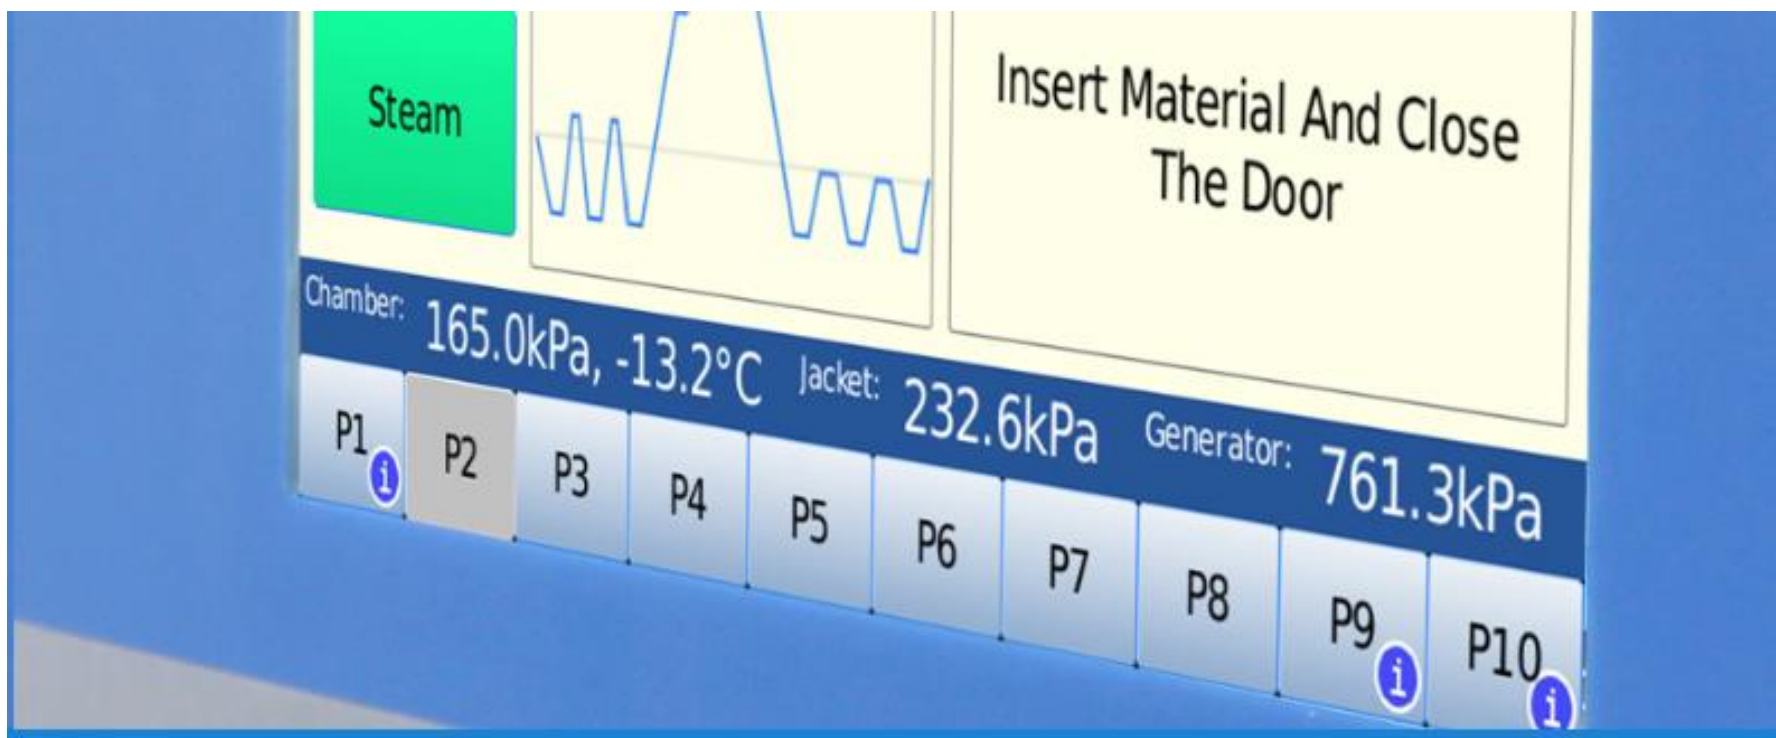 Steam
Insert Material And Close
The Door
Chamber: 165.0kPa, -13.2°C Jacket: 232.6kPa Generator: 761.3kPa
P1 i P2 P3 P4 P5 P6 P7 P8 P9 i P10 i